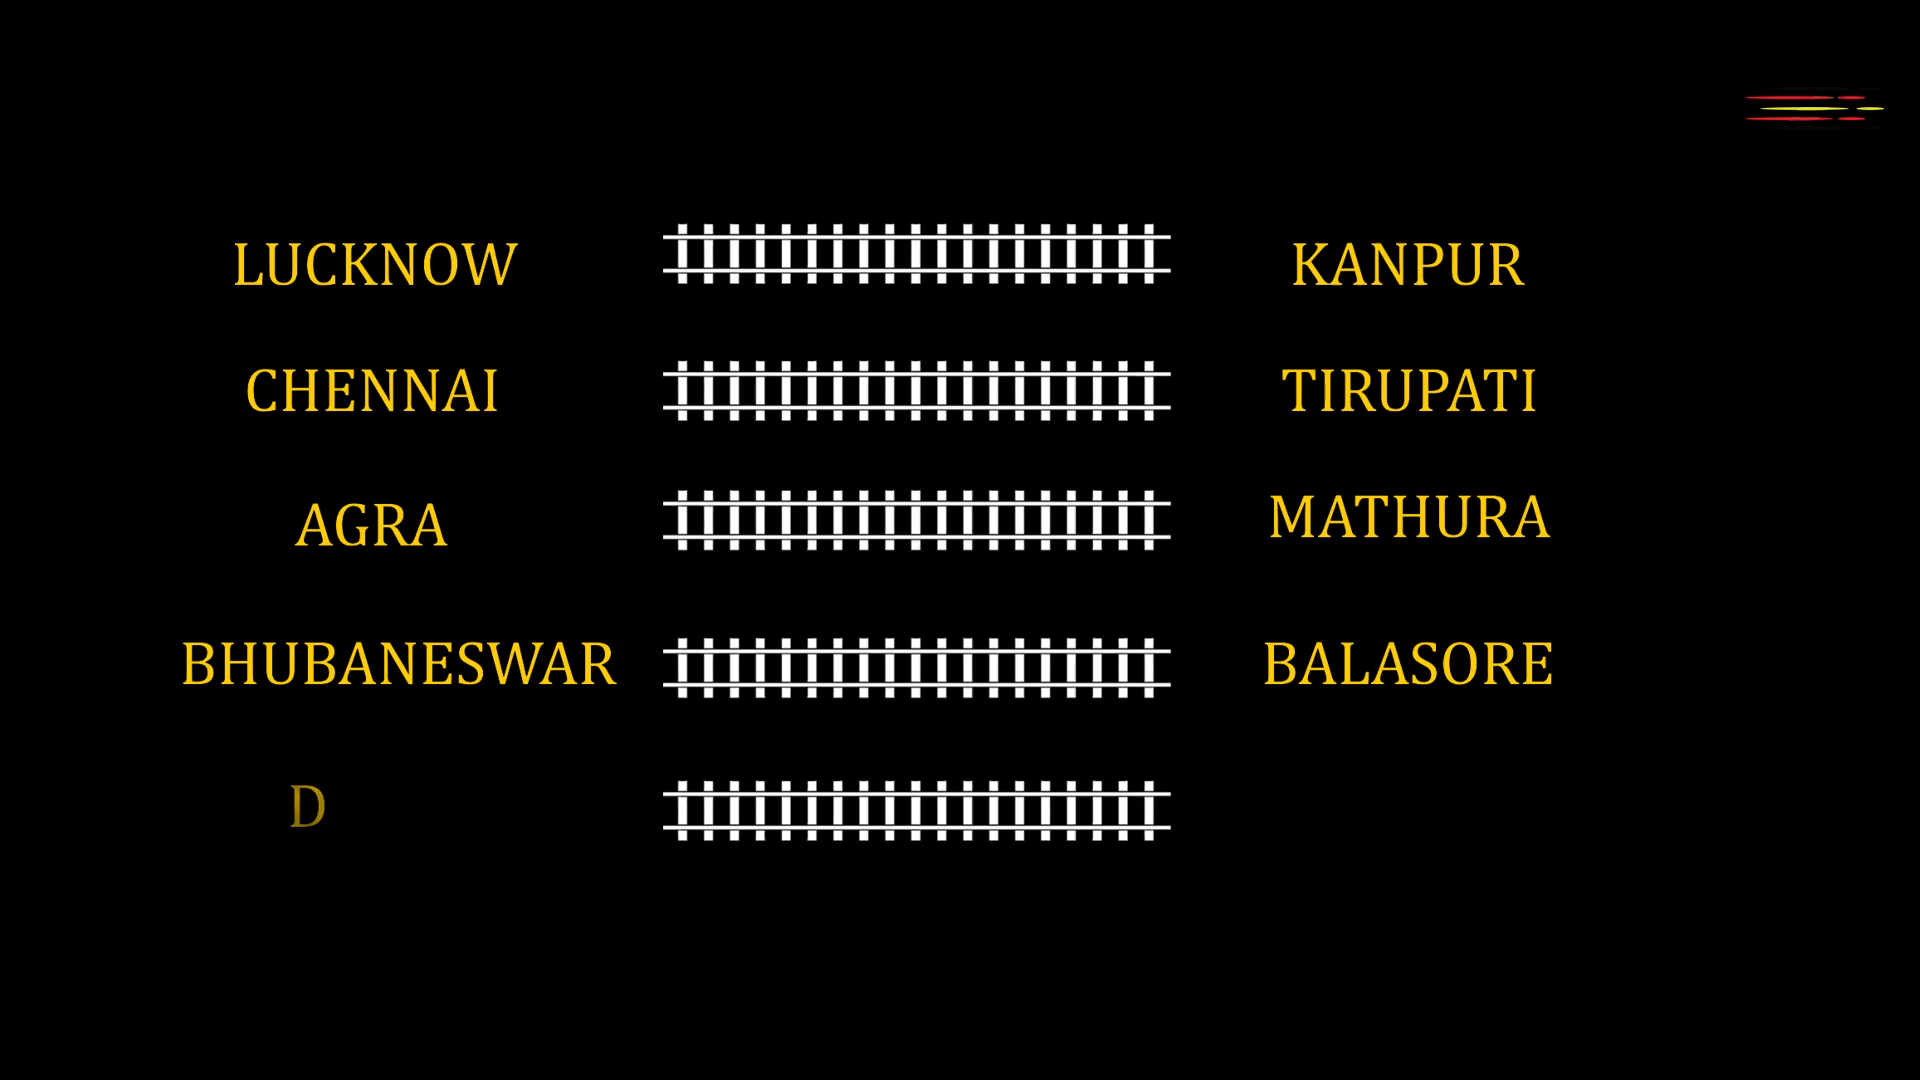 LUCKNOW KANPUR
CHENNAI TIRUPATI
AGRA MATHURA
BHUBANESWAR BALASORE
D